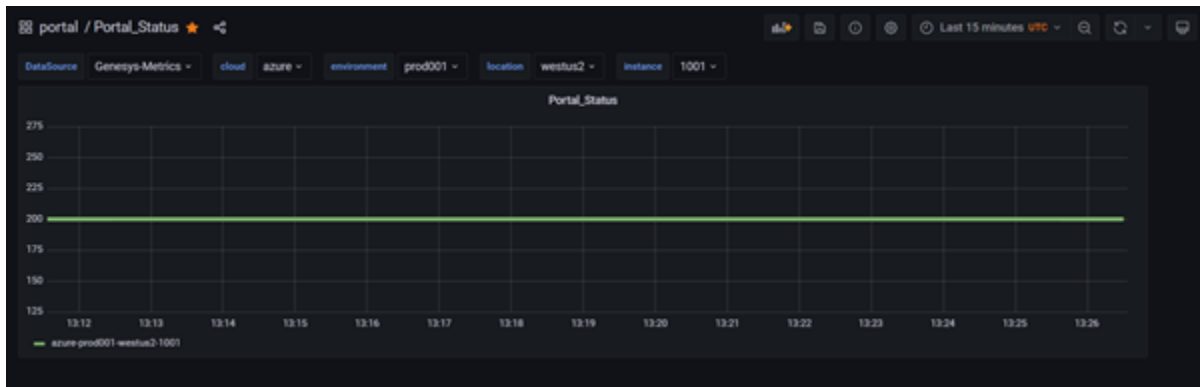 portal / Portal_Status
Last 15 minutes UTC
DataSource Genesys-Metrics cloud azure environment prod001 location westus2 instance 1001
Portal_Status
275
250
225
200
175
150
125
13:12 13:13 13:14 13:15 13:16 13:17 13:18 13:19 13:20 13:21 13:22 13:23 13:24 13:25 13:26
azure-prod001-westus2-1001